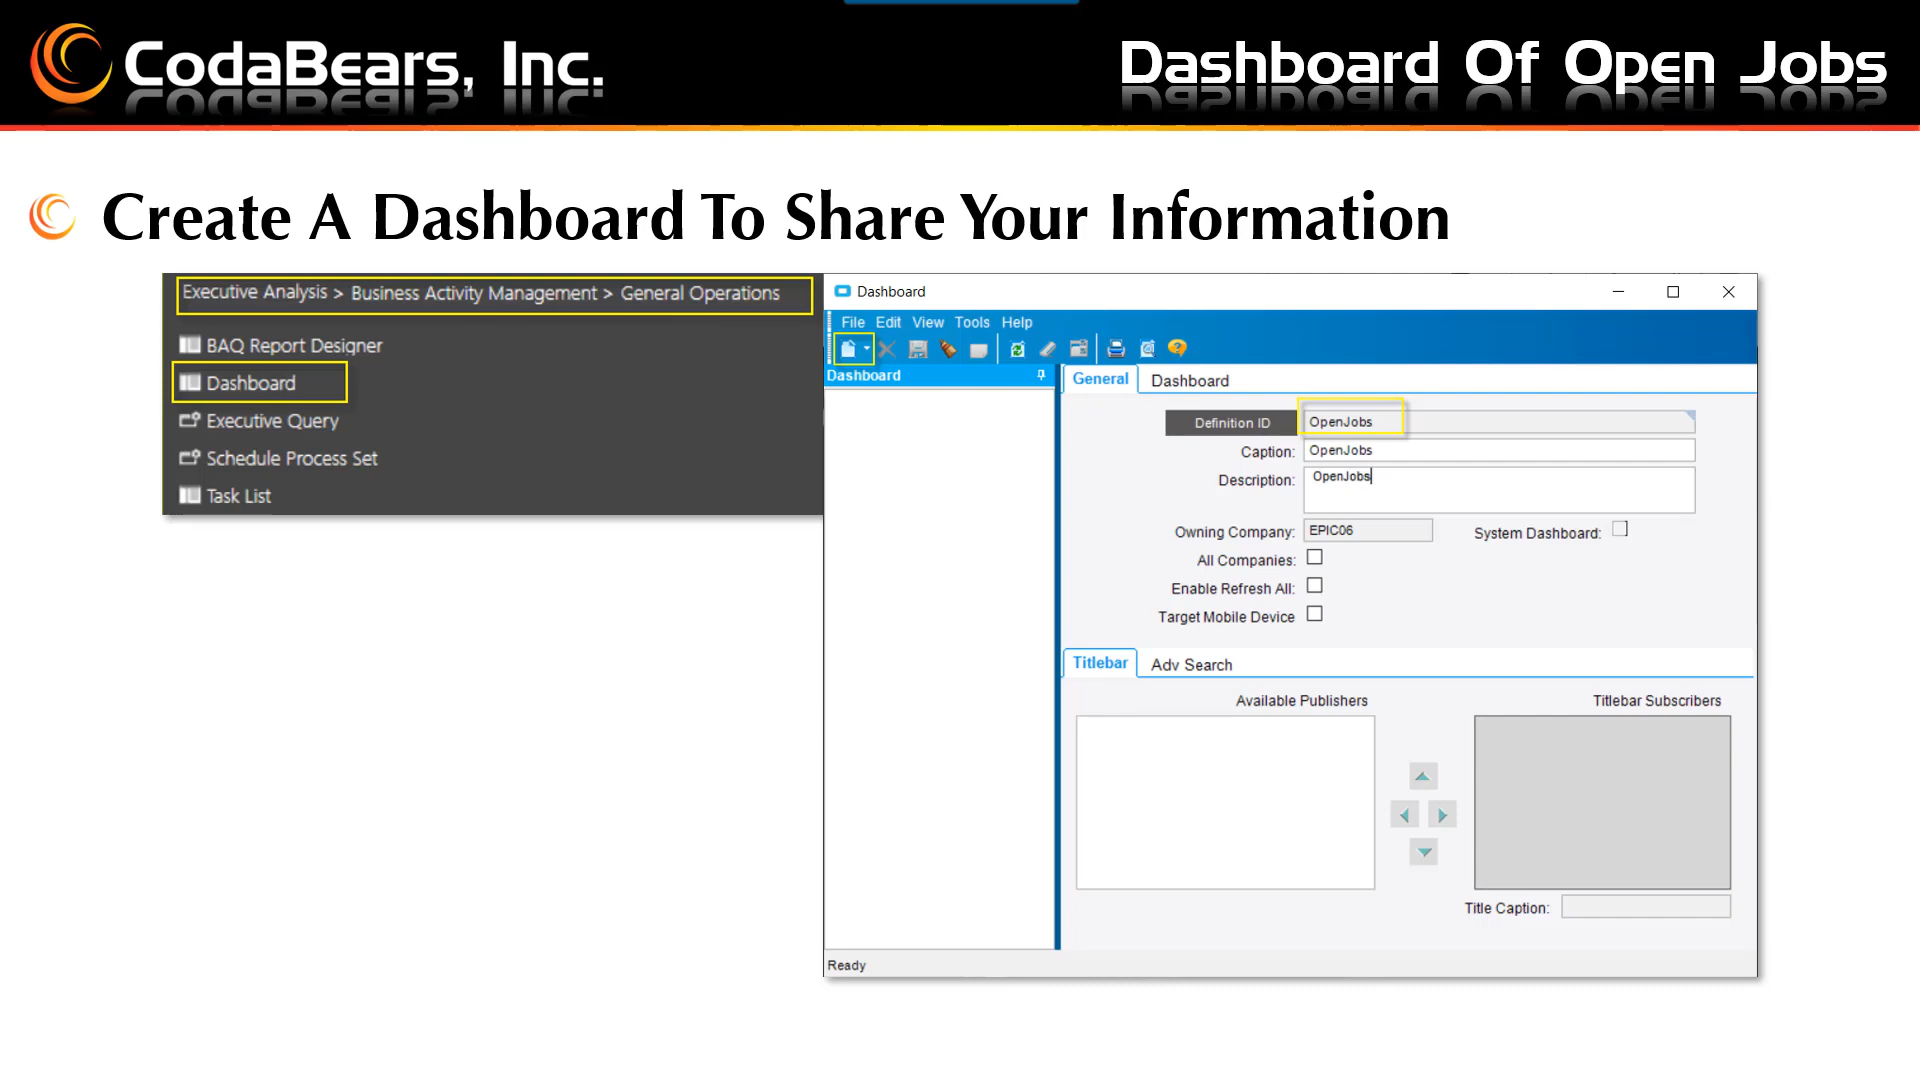 CodaBears, Inc.
Dashboard Of Open Jobs
Create A Dashboard To Share Your Information
Executive Analysis > Business Activity Management > General Operations
BAQ Report Designer
Dashboard
Executive Query
Schedule Process Set
Task List
Dashboard
File Edit View Tools Help
Dashboard
General Dashboard
Definition ID OpenJobs
Caption: OpenJobs
Description: OpenJobs
Owning Company: EPIC06 System Dashboard:
All Companies:
Enable Refresh All:
Target Mobile Device
Titlebar Adv Search
Available Publishers Titlebar Subscribers
Title Caption:
Ready